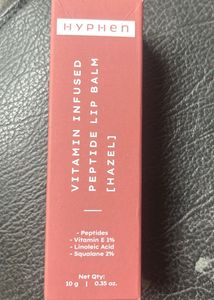 HYPHEN
VITAMIN INFUSED
PEPTIDE LIP BALM
[HAZEL]
- Peptides
- Vitamin E 1%
- Linoleic Acid
- Squalane 2%
Net Qty:
10 g | 0.35 oz.